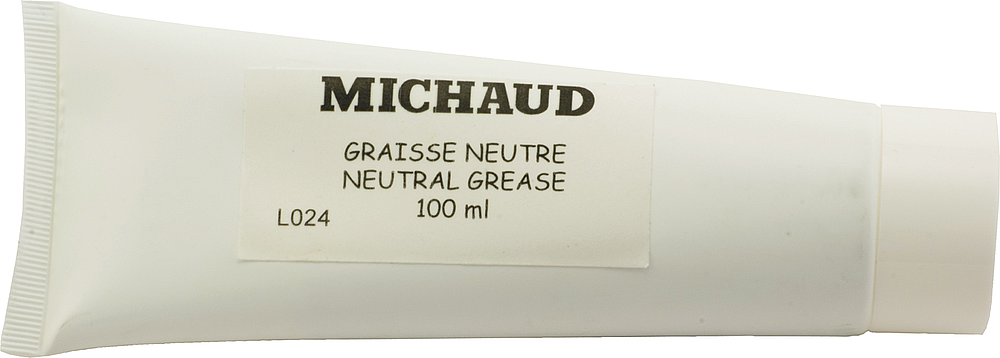 MICHAUD
GRAISSE NEUTRE
NEUTRAL GREASE
100 ml
L024